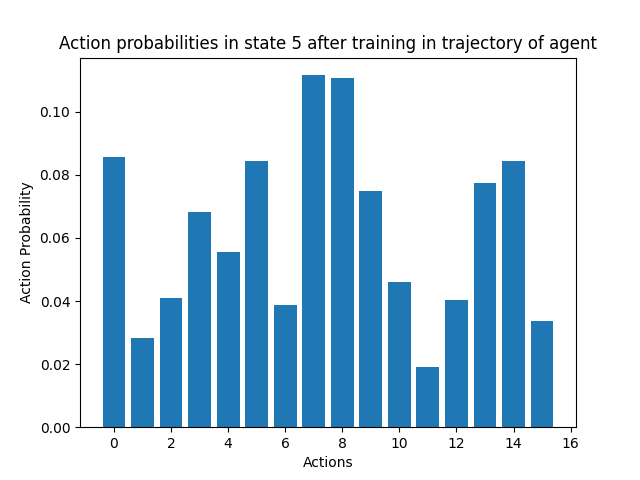 Action probabilities in state 5 after training in trajectory of agent
0.10
0.08
0.06
0.04
0.02
0.00
Action Probability
0 2 4 6 8 10 12 14 16
Actions